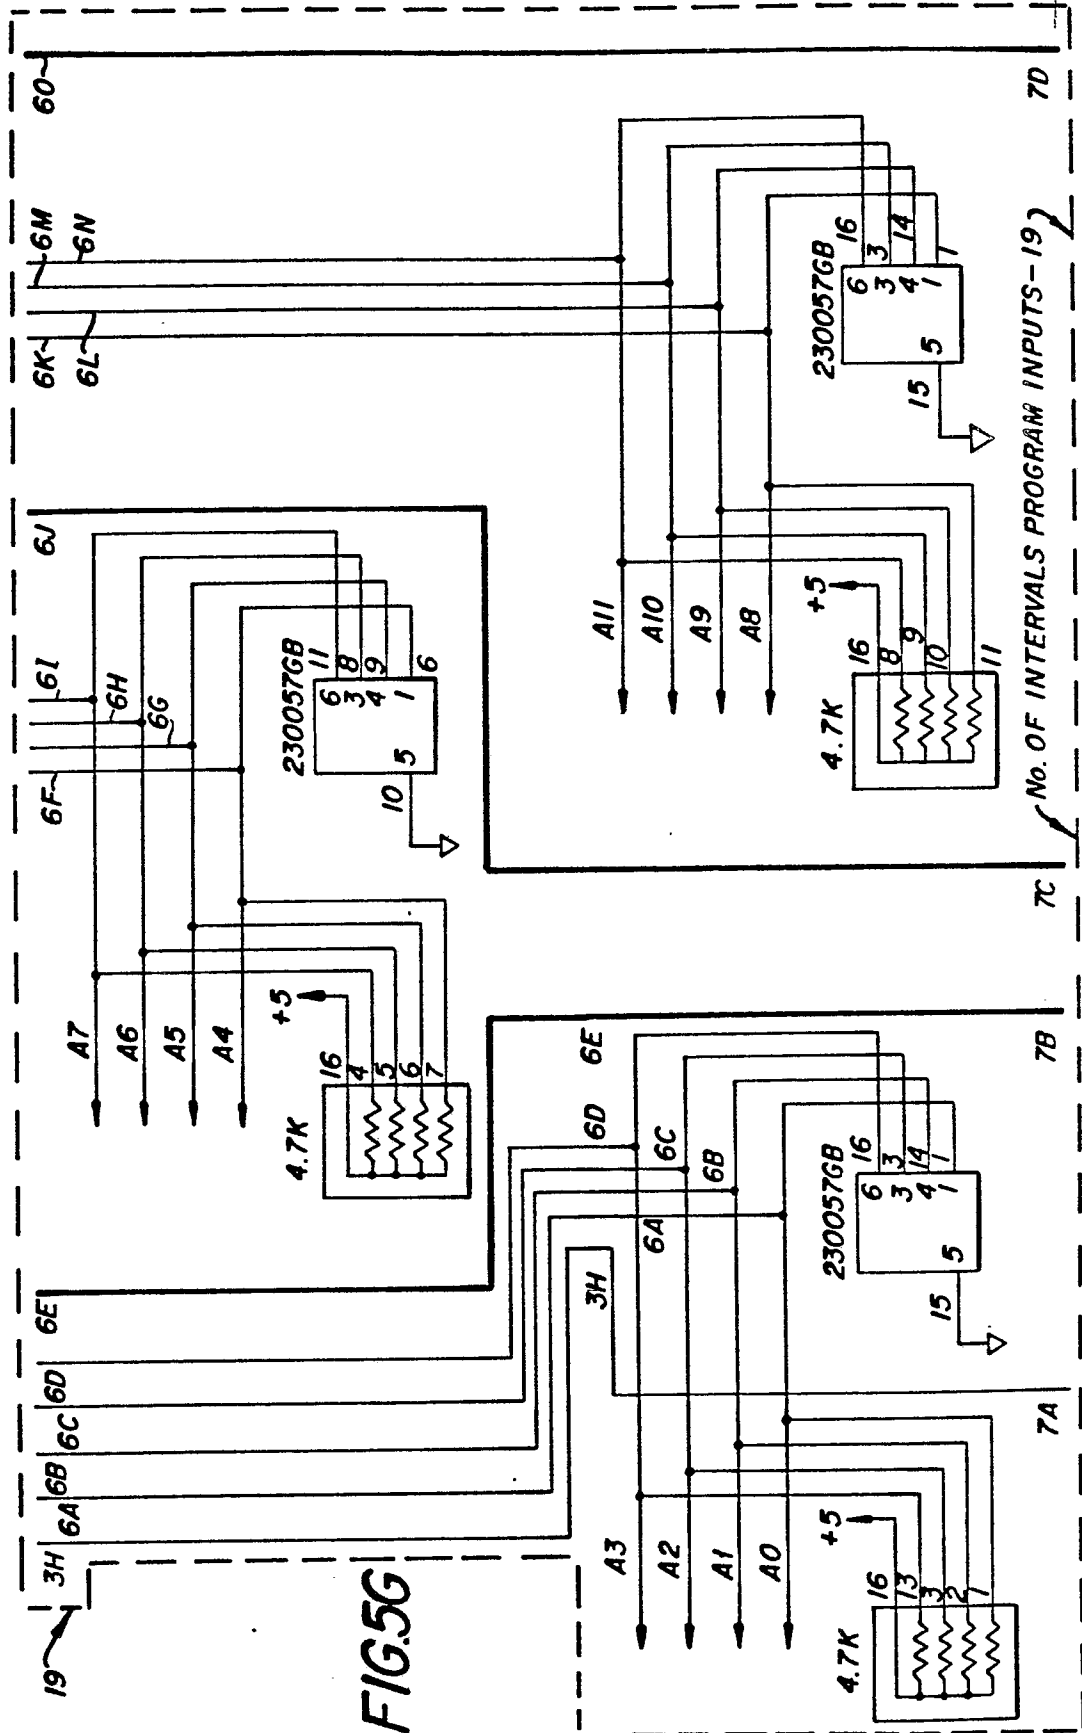 3H
6A
6B
6C
6D
6E
6F
6G
6H
6I
6J
6K
6L
6M
6N
60
19
FIG.5G
A7
A6
A5
A4
+5
16
4
5
6
7
4.7K
230057GB
11
8
9
6
6
3
4
1
5
10
A3
A2
A1
A0
+5
16
13
3
2
1
4.7K
3H
6A
6B
6C
6D
6E
230057GB
16
3
14
1
6
3
4
1
5
15
A11
A10
A9
A8
+5
16
8
9
10
11
4.7K
230057GB
16
3
14
1
6
3
4
1
5
15
7A
7B
7C
7D
No. OF INTERVALS PROGRAM INPUTS-19